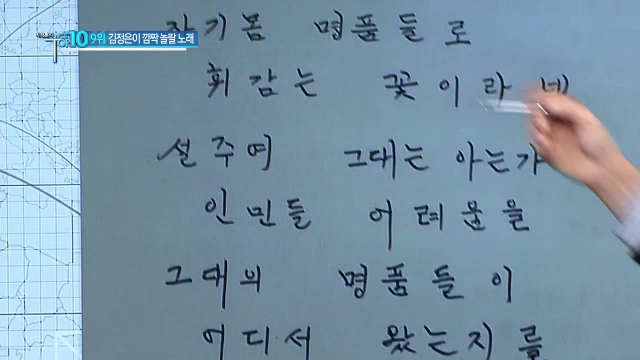 10 9위 김정은이 깜짝 놀랄 노래
자기몸 명품들로
휘감는 꽃이라네
설주여 그대는 아는가
인민들 어려움을
그대의 명품들이
어디서 왔는지를